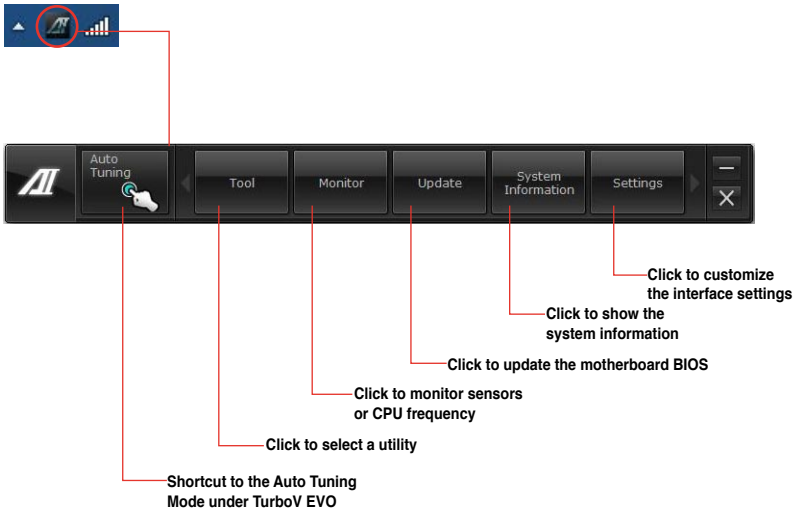 Auto
Tuning
Tool
Monitor
Update
System
Information
Settings
Click to customize
the interface settings
Click to show the
system information
Click to update the motherboard BIOS
Click to monitor sensors
or CPU frequency
Click to select a utility
Shortcut to the Auto Tuning
Mode under TurboV EVO